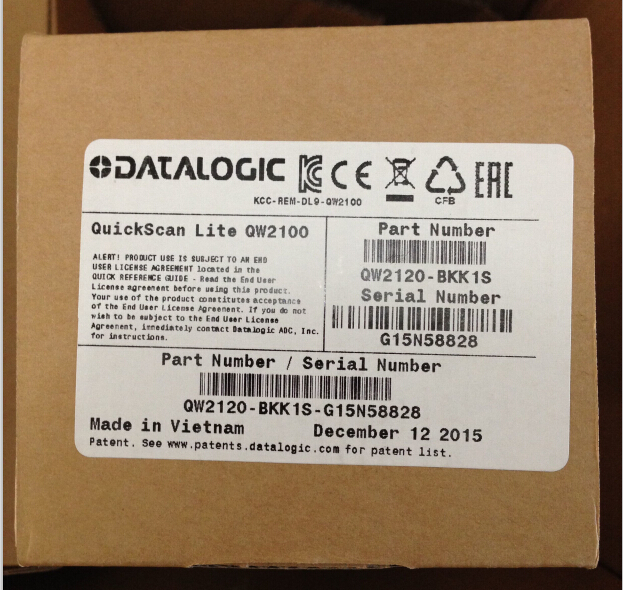 DATALOGIC
CE
EAC
KCC-REM-DL9-QW2100
CFB
QuickScan Lite QW2100
ALERT! PRODUCT USE IS SUBJECT TO AN END
USER LICENSE AGREEMENT located in the
QUICK REFERENCE GUIDE - Read the End User
License agreement before using this product.
Your use of the product constitutes acceptance
of the End User License Agreement. If you do not
wish to be subject to the End User License
Agreement, immediately contact Datalogic ADC, Inc.
for instructions.
Part Number
QW2120-BKK1S
Serial Number
G15N58828
Part Number / Serial Number
QW2120-BKK1S-G15N58828
Made in Vietnam December 12 2015
Patent. See www.patents.datalogic.com for patent list.